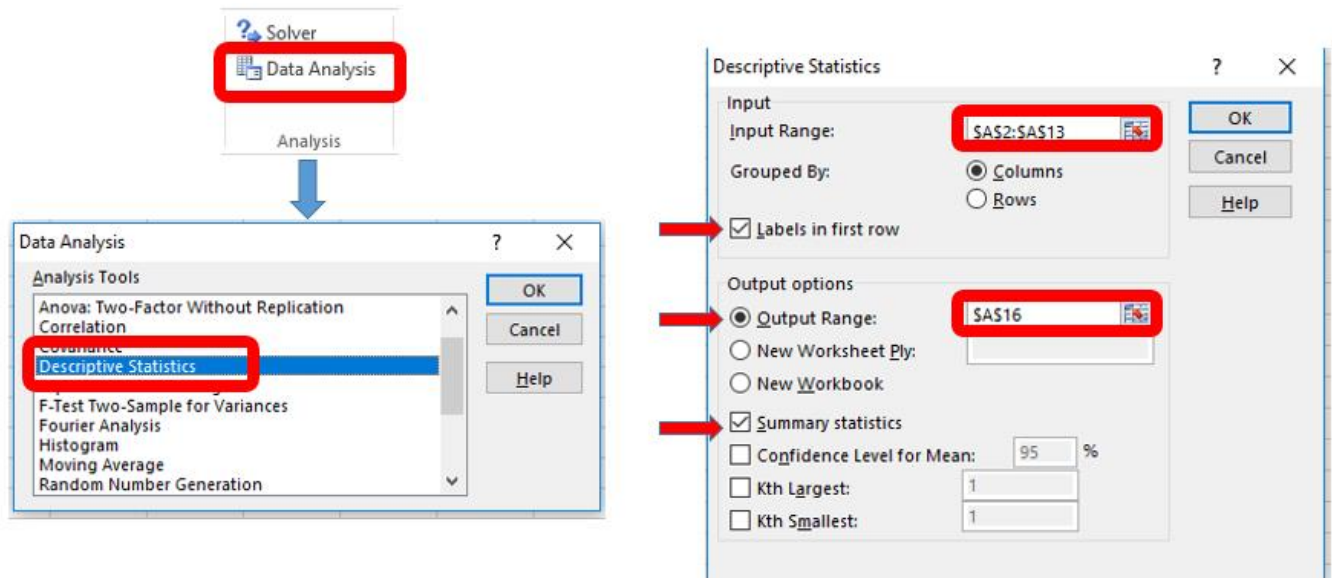 Solver
Data Analysis
Analysis
Data Analysis
?
Analysis Tools
Anova: Two-Factor Without Replication
Correlation
Covariance
Descriptive Statistics
F-Test Two-Sample for Variances
Fourier Analysis
Histogram
Moving Average
Random Number Generation
OK
Cancel
Help
Descriptive Statistics
?
Input
Input Range:
$A$2:$A$13
Grouped By:
Columns
Rows
Labels in first row
OK
Cancel
Help
Output options
Output Range:
$A$16
New Worksheet Ply:
New Workbook
Summary statistics
Confidence Level for Mean:
95
%
Kth Largest:
1
Kth Smallest:
1